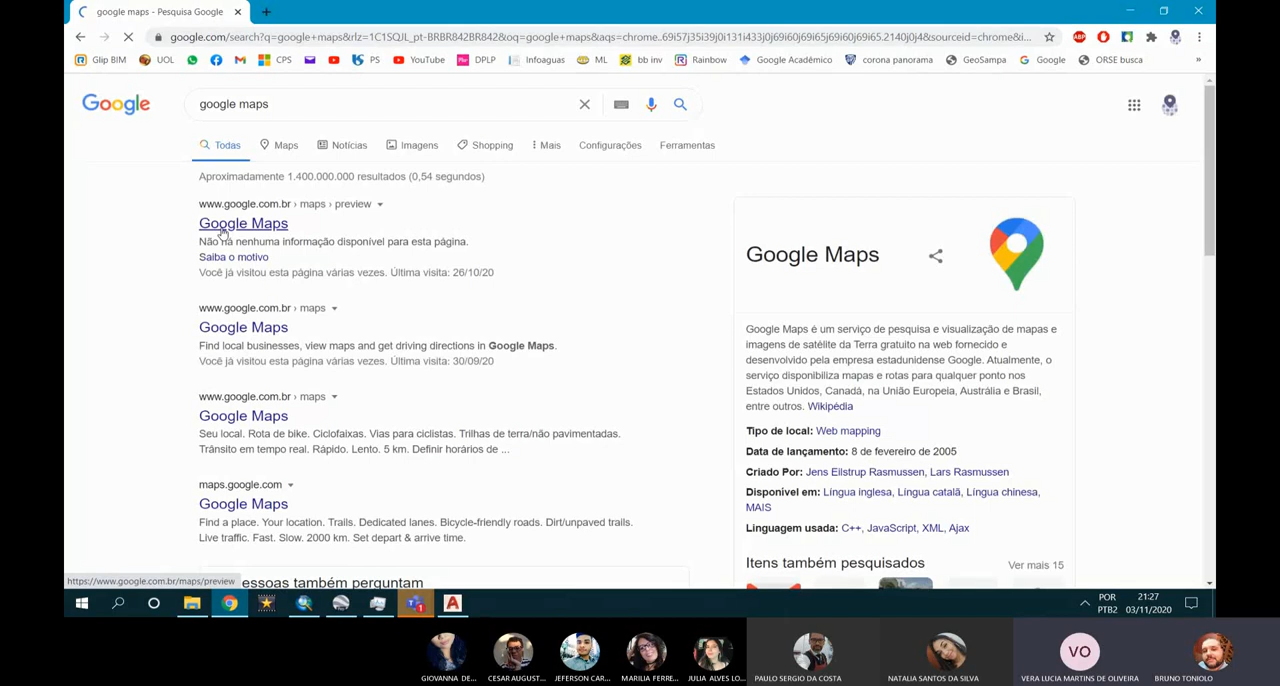 google maps - Pesquisa Google
google.com/search?q=google+maps&rlz=1C1SQJL_pt-BRBR842BR842&oq=google+maps&aqs=chrome..69i57j35i39j0i131i433j0j69i60j69i65j69i60j69i65.2140j0j4&sourceid=chrome&i...
Glip BIM UOL CPS PS YouTube DPLP Infoaguas ML bb inv Rainbow Google Acadêmico corona panorama GeoSampa Google ORSE busca »
Google google maps
Todas Maps Notícias Imagens Shopping Mais Configurações Ferramentas
Aproximadamente 1.400.000.000 resultados (0,54 segundos)
www.google.com.br › maps › preview
Google Maps
Não há nenhuma informação disponível para esta página.
Saiba o motivo
Você já visitou esta página várias vezes. Última visita: 26/10/20
www.google.com.br › maps
Google Maps
Find local businesses, view maps and get driving directions in Google Maps.
Você já visitou esta página várias vezes. Última visita: 30/09/20
www.google.com.br › maps
Google Maps
Seu local. Rota de bike. Ciclofaixas. Vias para ciclistas. Trilhas de terra/não pavimentadas.
Trânsito em tempo real. Rápido. Lento. 5 km. Definir horários de ...
maps.google.com
Google Maps
Find a place. Your location. Trails. Dedicated lanes. Bicycle-friendly roads. Dirt/unpaved trails.
Live traffic. Fast. Slow. 2000 km. Set depart & arrive time.
essoas também perguntam
Google Maps
Google Maps é um serviço de pesquisa e visualização de mapas e
imagens de satélite da Terra gratuito na web fornecido e
desenvolvido pela empresa estadunidense Google. Atualmente, o
serviço disponibiliza mapas e rotas para qualquer ponto nos
Estados Unidos, Canadá, na União Europeia, Austrália e Brasil,
entre outros. Wikipédia
Tipo de local: Web mapping
Data de lançamento: 8 de fevereiro de 2005
Criado Por: Jens Eilstrup Rasmussen, Lars Rasmussen
Disponível em: Língua inglesa, Língua catalã, Língua chinesa,
MAIS
Linguagem usada: C++, JavaScript, XML, Ajax
Itens também pesquisados Ver mais 15
https://www.google.com.br/maps/preview
POR
PTB2
21:27
03/11/2020
GIOVANNA DE... CESAR AUGUST... JEFERSON CAR... MARILIA FERRE... JULIA ALVES LO... PAULO SERGIO DA COSTA NATALIA SANTOS DA SILVA VO VERA LUCIA MARTINS DE OLIVEIRA BRUNO TONIOLO